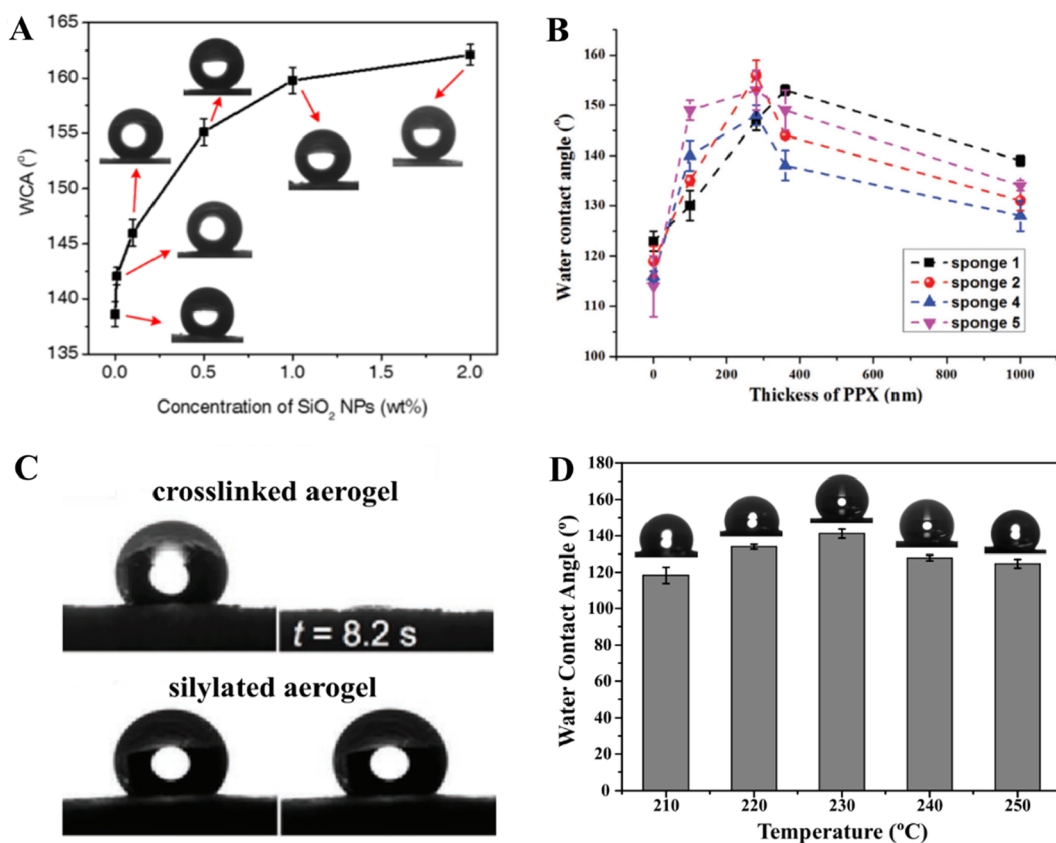 A
165
160
155
150
145
140
135
WCA (°)
0.0 0.5 1.0 1.5 2.0
Concentration of SiO₂ NPs (wt%)
B
160
150
140
130
120
110
100
Water contact angle (°)
sponge 1
sponge 2
sponge 4
sponge 5
0 200 400 600 800 1000
Thickess of PPX (nm)
C
crosslinked aerogel
t = 8.2 s
silylated aerogel
D
180
160
140
120
100
80
60
40
20
0
Water Contact Angle (°)
210 220 230 240 250
Temperature (°C)